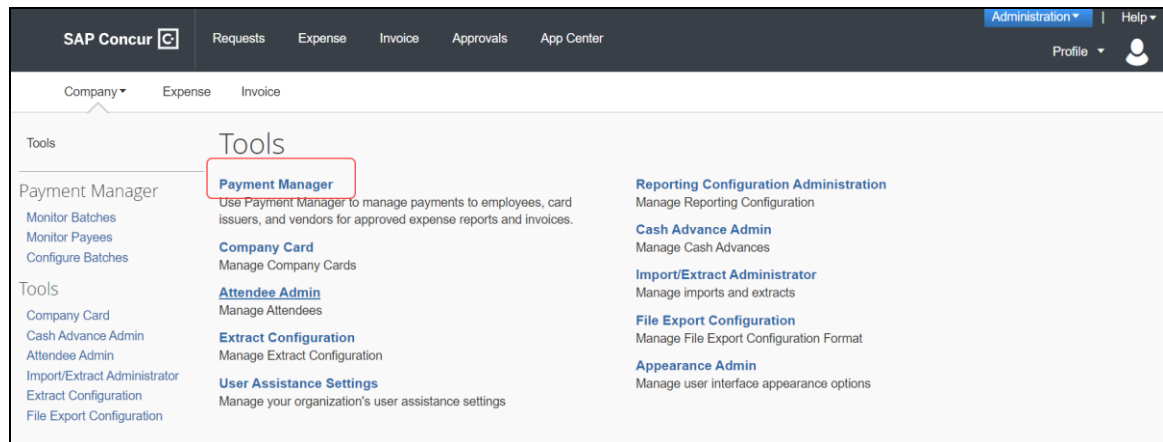 Administration
|
Help
SAP Concur C
Requests
Expense
Invoice
Approvals
App Center
Profile
Company
Expense
Invoice
Tools
Payment Manager
Monitor Batches
Monitor Payees
Configure Batches
Tools
Company Card
Cash Advance Admin
Attendee Admin
Import/Extract Administrator
Extract Configuration
File Export Configuration
Tools
Payment Manager
Use Payment Manager to manage payments to employees, card
issuers, and vendors for approved expense reports and invoices.
Company Card
Manage Company Cards
Attendee Admin
Manage Attendees
Extract Configuration
Manage Extract Configuration
User Assistance Settings
Manage your organization's user assistance settings
Reporting Configuration Administration
Manage Reporting Configuration
Cash Advance Admin
Manage Cash Advances
Import/Extract Administrator
Manage imports and extracts
File Export Configuration
Manage File Export Configuration Format
Appearance Admin
Manage user interface appearance options